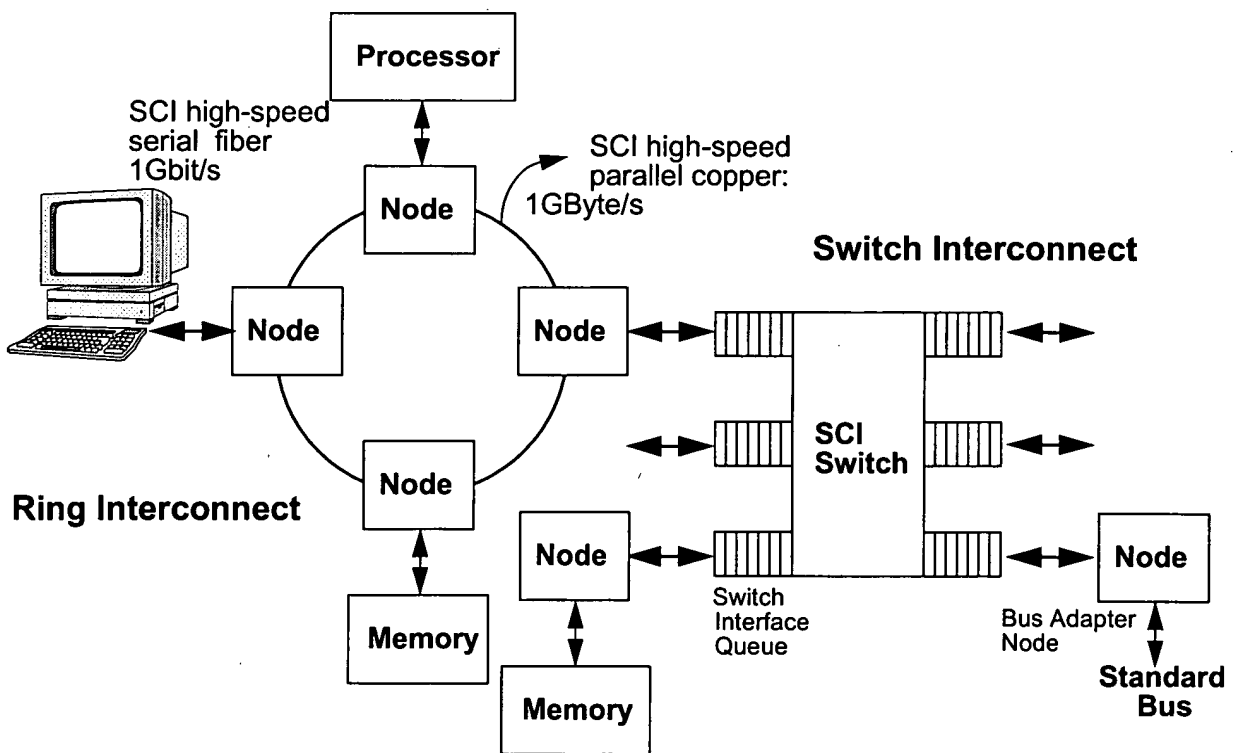 Processor
SCI high-speed
serial fiber
1Gbit/s
SCI high-speed
parallel copper:
1GByte/s
Node
Switch Interconnect
Node
Node
SCI
Switch
Node
Ring Interconnect
Node
Node
Switch
Interface
Queue
Bus Adapter
Node
Memory
Standard
Bus
Memory